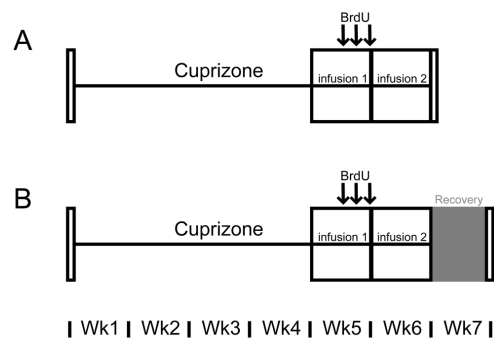 A
BrdU
Cuprizone
infusion 1 infusion 2
B
BrdU
Recovery
Cuprizone
infusion 1 infusion 2
| Wk1 | Wk2 | Wk3 | Wk4 | Wk5 | Wk6 | Wk7 |